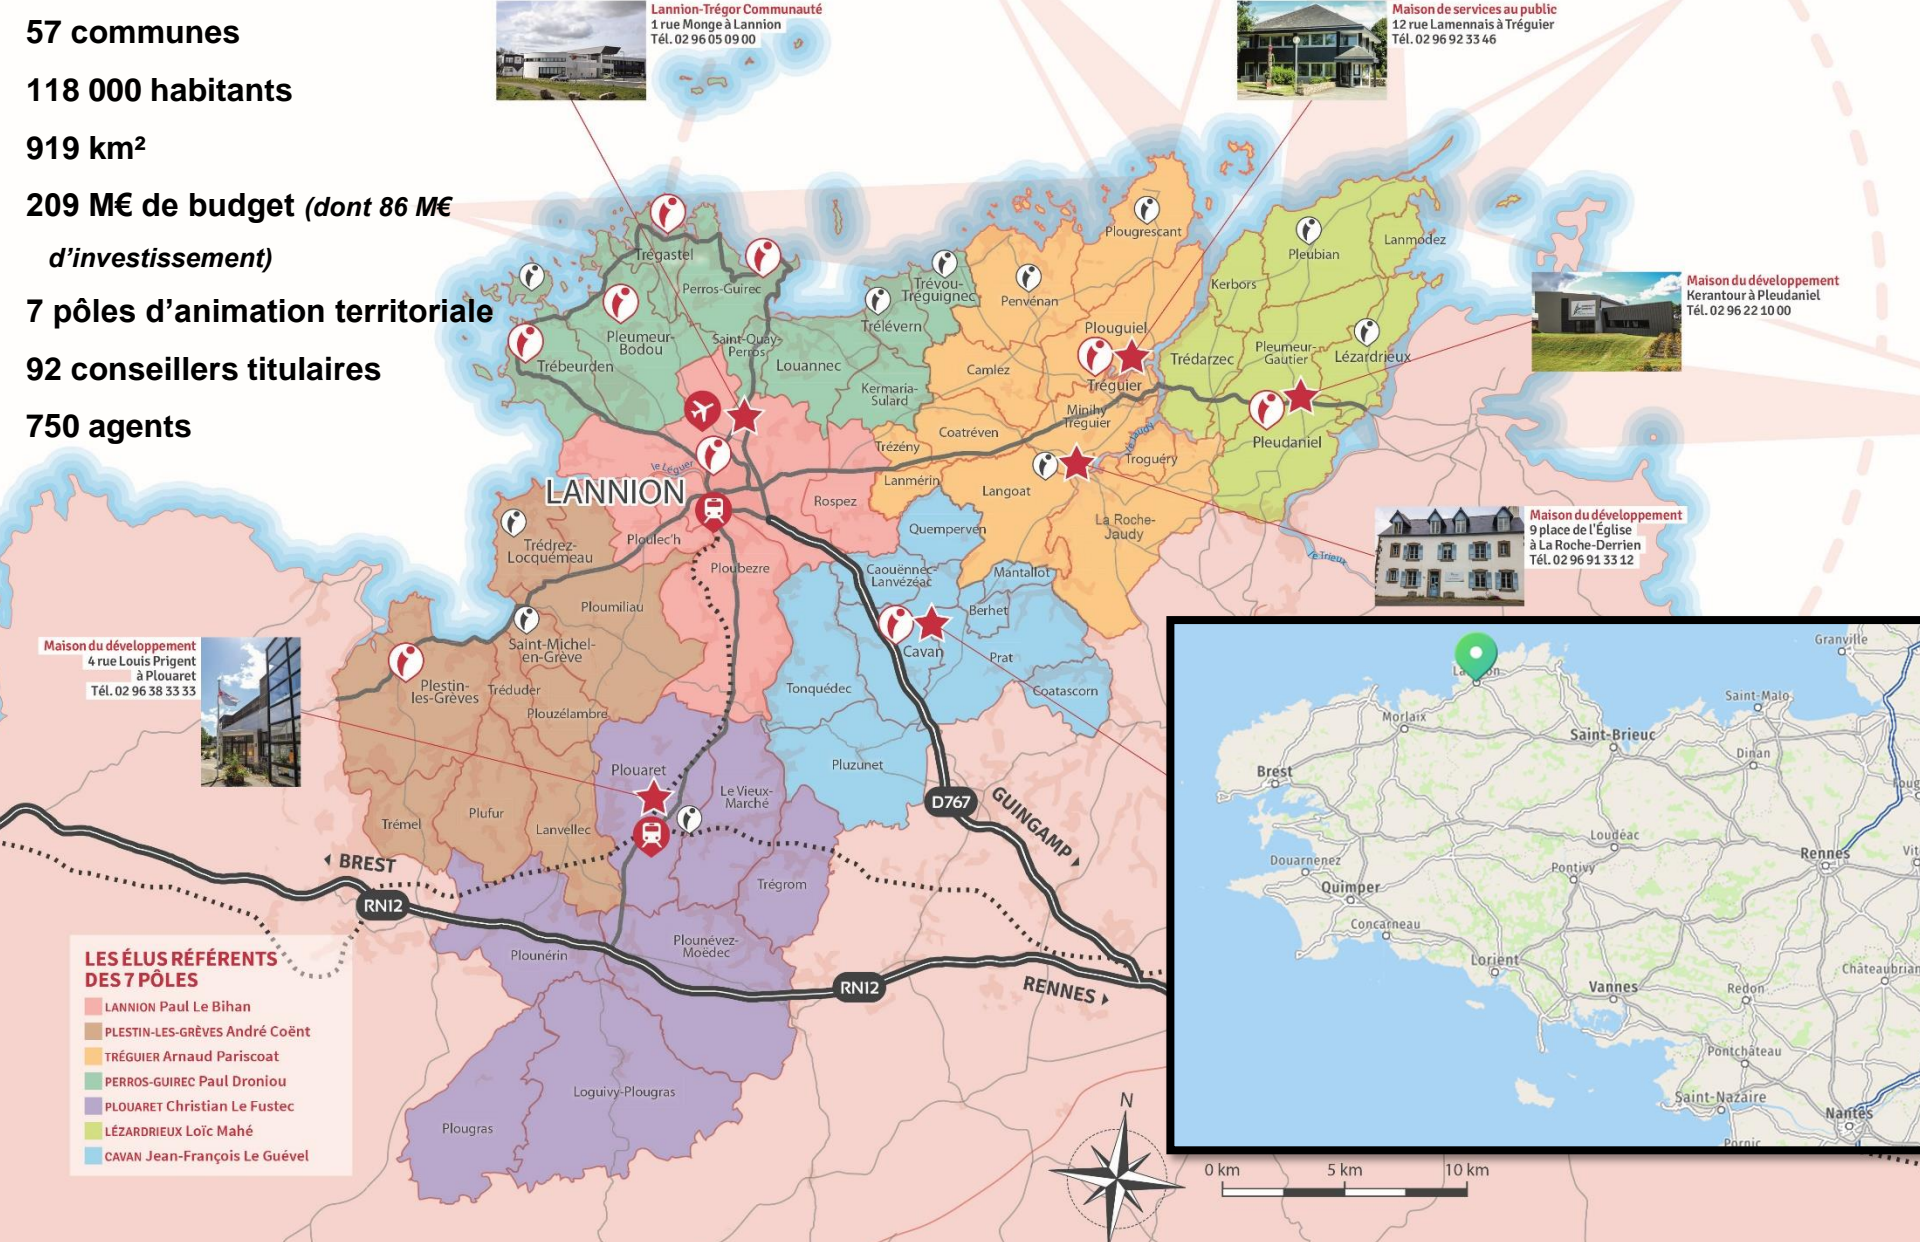 57 communes
118 000 habitants
919 km²
209 M€ de budget (dont 86 M€
d’investissement)
7 pôles d’animation territoriale
92 conseillers titulaires
750 agents
Lannion-Trégor Communauté
1 rue Monge à Lannion
Tél. 02 96 05 09 00
Maison de services au public
12 rue Lamennais à Tréguier
Tél. 02 96 92 33 46
Maison du développement
Kerantour à Pleudaniel
Tél. 02 96 22 10 00
Maison du développement
9 place de l'Église
à La Roche-Derrien
Tél. 02 96 91 33 12
Maison du développement
4 rue Louis Prigent
à Plouaret
Tél. 02 96 38 33 33
Trégastel
Perros-Guirec
Pleumeur-
Bodou
Saint-Quay-
Perros
Trébeurden
Louannec
Trélévern
Trévou-
Tréguignec
Kermaria-
Sulard
Penvénan
Plougrescant
Plouguiel
Camlez
Tréguier
Minihy
Tréguier
Coatréven
Trézény
Lanmérin
Langoat
Troguéry
La Roche-
Jaudy
le Jaudy
Pleubian
Lanmodez
Kerbors
Trédarzec
Pleumeur-
Gautier
Lézardrieux
Pleudaniel
le Trieux
le Léguer
LANNION
Rospez
Ploulec'h
Ploubezre
Trédrez-
Locquémeau
Ploumiliau
Saint-Michel-
en-Grève
Plestin-
les-Grèves
Tréduder
Plouzélambre
Trémel
Plufur
Lanvellec
Quemperven
Caouënnec-
Lanvézéac
Mantallot
Berhet
Cavan
Prat
Coatascorn
Tonquédec
Pluzunet
Plouaret
Le Vieux-
Marché
Trégrom
Plounérin
Plounévez-
Moëdec
Loguivy-Plougras
Plougras
BREST
RN12
D767
GUINGAMP
RN12
RENNES
LES ÉLUS RÉFÉRENTS
DES 7 PÔLES
LANNION Paul Le Bihan
PLESTIN-LES-GRÈVES André Coënt
TRÉGUIER Arnaud Pariscoat
PERROS-GUIREC Paul Droniou
PLOUARET Christian Le Fustec
LÉZARDRIEUX Loïc Mahé
CAVAN Jean-François Le Guével
N
0 km 5 km 10 km
Granville
Saint-Malo
Morlaix
Saint-Brieuc
Dinan
Brest
Loudéac
Rennes
Douarnenez
Pontivy
Quimper
Concarneau
Lorient
Vannes
Redon
Châteaubrian
Pontchâteau
Saint-Nazaire
Nantes
Pornic